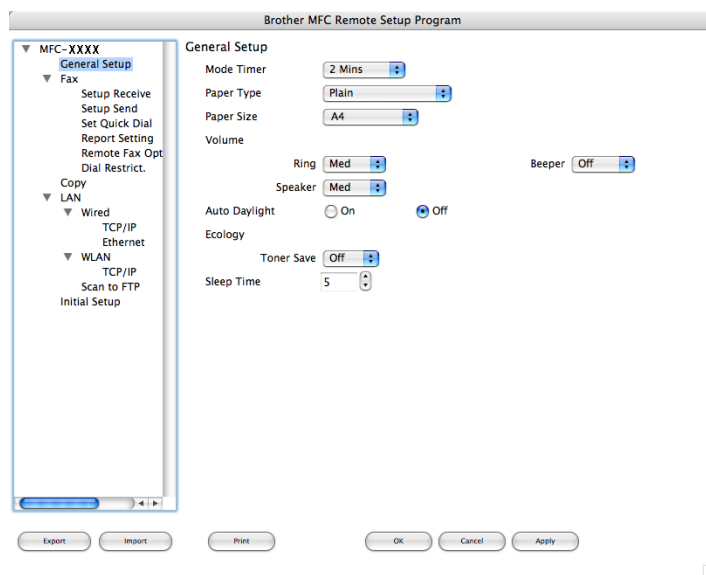 Brother MFC Remote Setup Program
MFC-XXXX
General Setup
Fax
Setup Receive
Setup Send
Set Quick Dial
Report Setting
Remote Fax Opt
Dial Restrict.
Copy
LAN
Wired
TCP/IP
Ethernet
WLAN
TCP/IP
Scan to FTP
Initial Setup
General Setup
Mode Timer 2 Mins
Paper Type Plain
Paper Size A4
Volume
Ring Med Beeper Off
Speaker Med
Auto Daylight On Off
Ecology
Toner Save Off
Sleep Time 5
Export Import Print OK Cancel Apply